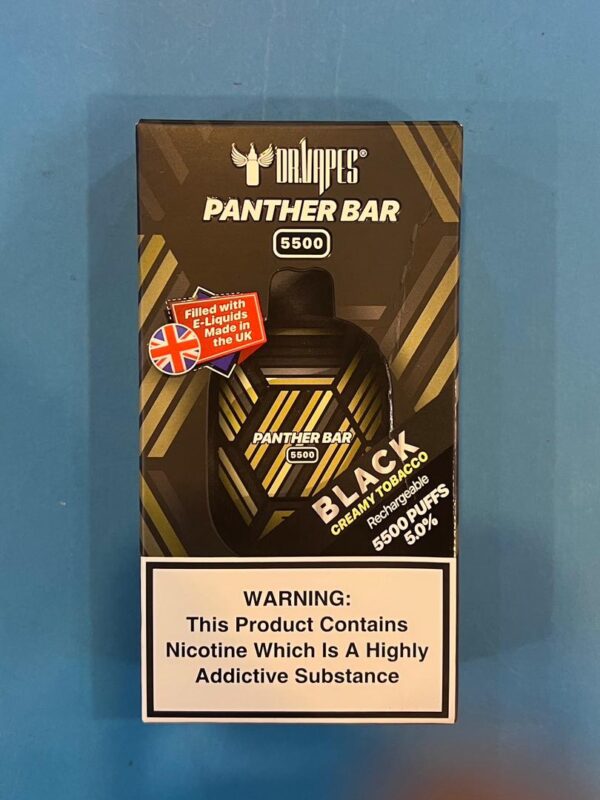 DR.VAPES®
PANTHER BAR
5500
Filled with
E-Liquids
Made in
the UK
PANTHER BAR
5500
BLACK
CREAMY TOBACCO
Rechargeable
5500 PUFFS
5.0%
WARNING:
This Product Contains
Nicotine Which Is A Highly
Addictive Substance